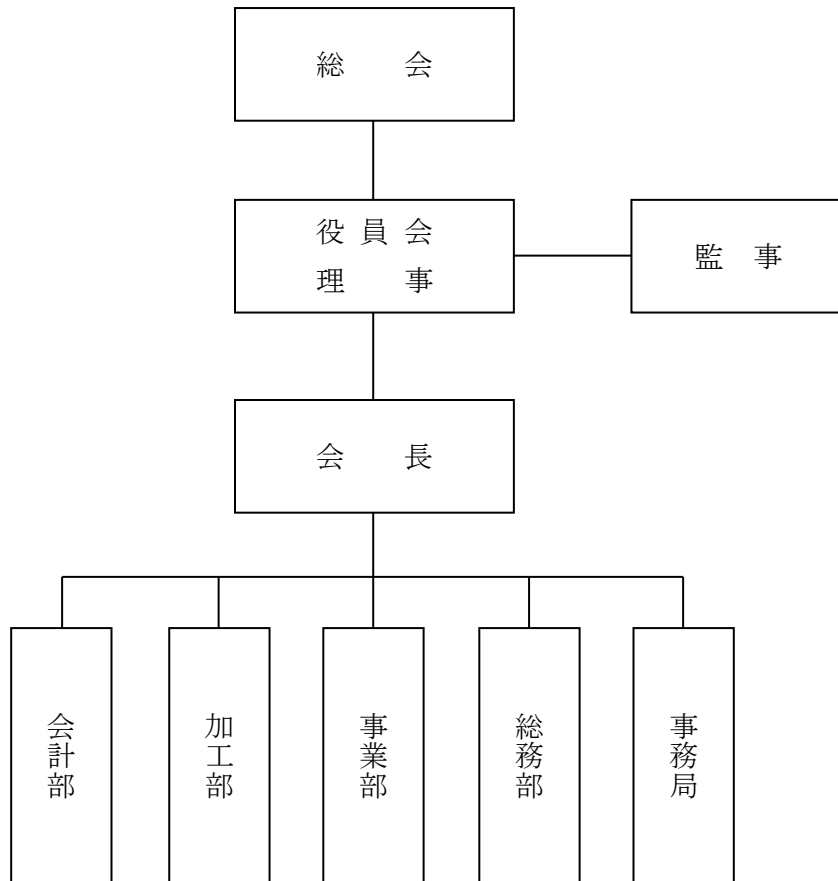 総　会
役員会
理　事
監　事
会　長
会計部
加工部
事業部
総務部
事務局